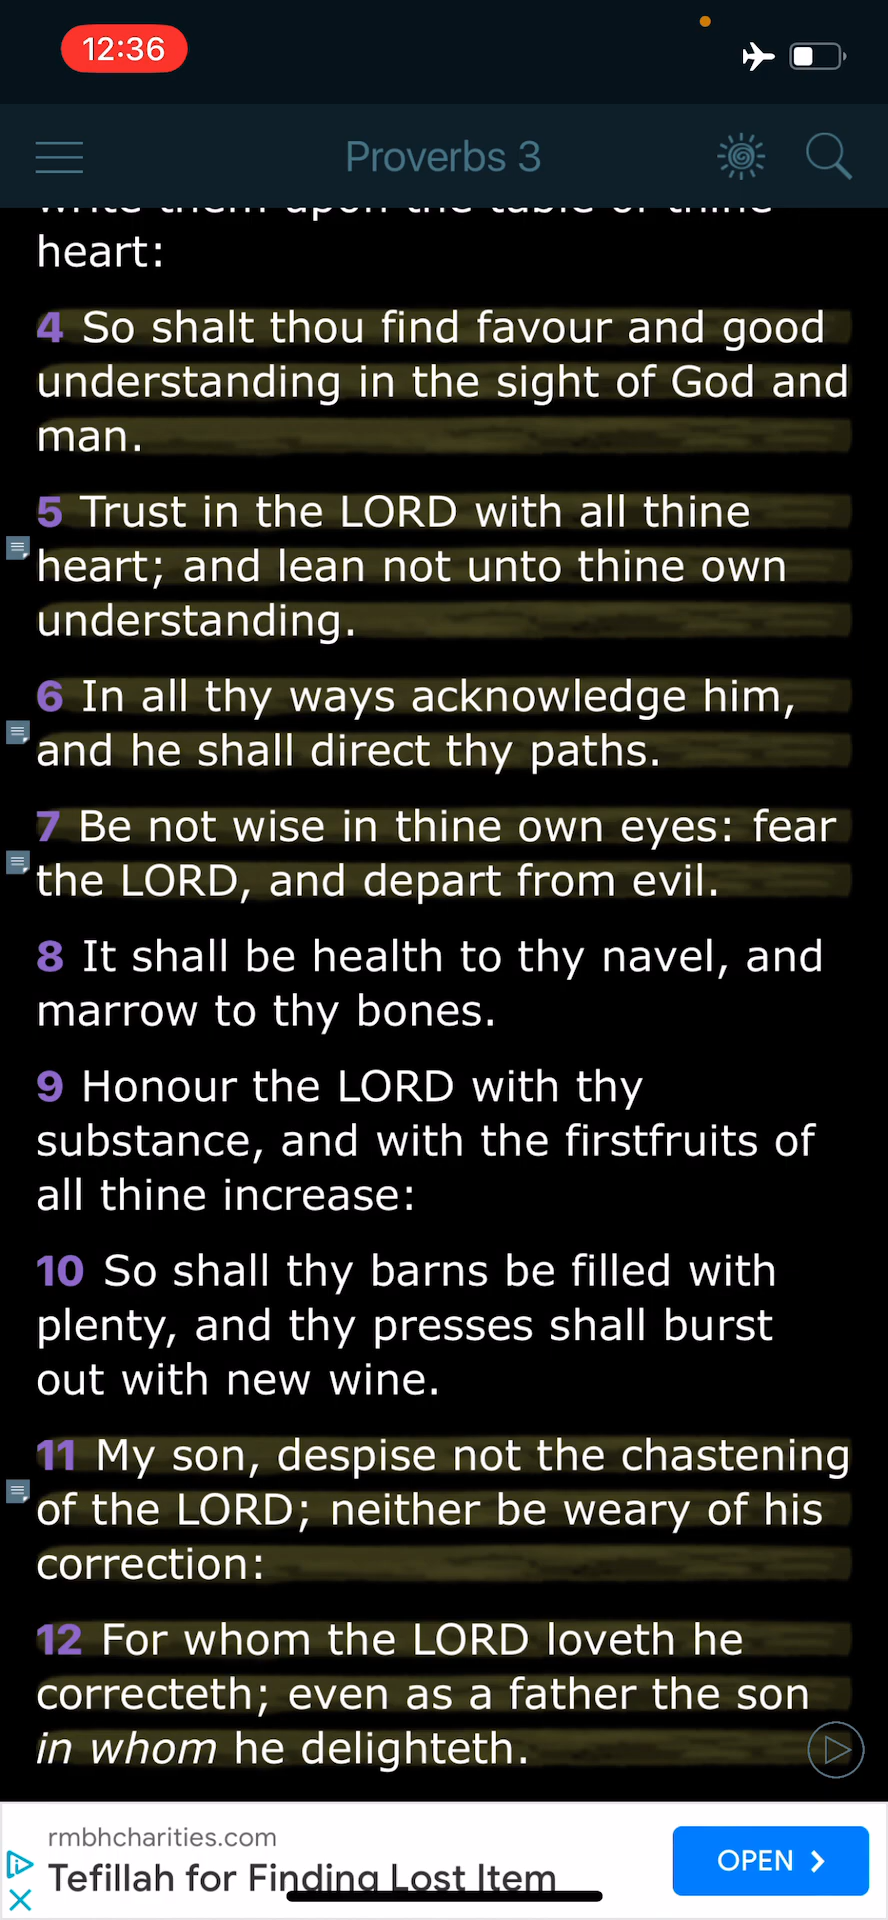 12:36
Proverbs 3
write them upon the table of thine
heart:
4 So shalt thou find favour and good
understanding in the sight of God and
man.
5 Trust in the LORD with all thine
heart; and lean not unto thine own
understanding.
6 In all thy ways acknowledge him,
and he shall direct thy paths.
7 Be not wise in thine own eyes: fear
the LORD, and depart from evil.
8 It shall be health to thy navel, and
marrow to thy bones.
9 Honour the LORD with thy
substance, and with the firstfruits of
all thine increase:
10 So shall thy barns be filled with
plenty, and thy presses shall burst
out with new wine.
11 My son, despise not the chastening
of the LORD; neither be weary of his
correction:
12 For whom the LORD loveth he
correcteth; even as a father the son
in whom he delighteth.
rmbhcharities.com
Tefillah for Finding Lost Item
OPEN